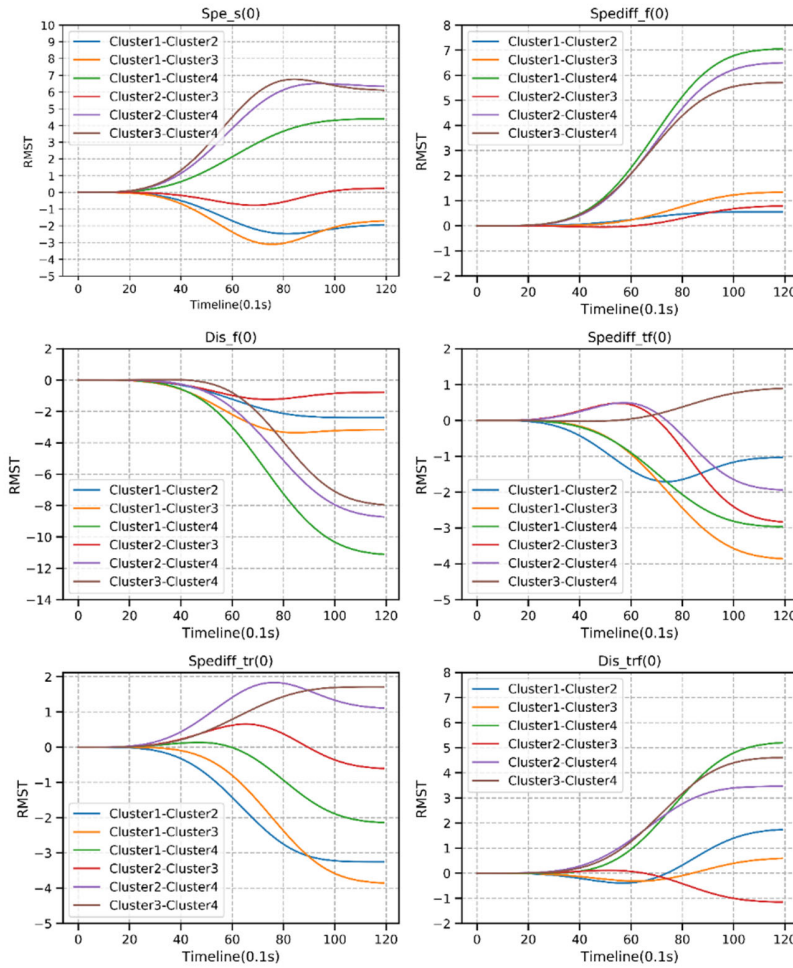 Spe_s(0)
10
9
8
7
6
5
4
3
2
1
0
−1
−2
−3
−4
−5
RMST
Cluster1-Cluster2
Cluster1-Cluster3
Cluster1-Cluster4
Cluster2-Cluster3
Cluster2-Cluster4
Cluster3-Cluster4
0 20 40 60 80 100 120
Timeline(0.1s)
Spediff_f(0)
8
7
6
5
4
3
2
1
0
−1
−2
RMST
Cluster1-Cluster2
Cluster1-Cluster3
Cluster1-Cluster4
Cluster2-Cluster3
Cluster2-Cluster4
Cluster3-Cluster4
0 20 40 60 80 100 120
Timeline(0.1s)
Dis_f(0)
2
0
−2
−4
−6
−8
−10
−12
−14
RMST
Cluster1-Cluster2
Cluster1-Cluster3
Cluster1-Cluster4
Cluster2-Cluster3
Cluster2-Cluster4
Cluster3-Cluster4
0 20 40 60 80 100 120
Timeline(0.1s)
Spediff_tf(0)
2
1
0
−1
−2
−3
−4
−5
RMST
Cluster1-Cluster2
Cluster1-Cluster3
Cluster1-Cluster4
Cluster2-Cluster3
Cluster2-Cluster4
Cluster3-Cluster4
0 20 40 60 80 100 120
Timeline(0.1s)
Spediff_tr(0)
2
1
0
−1
−2
−3
−4
−5
RMST
Cluster1-Cluster2
Cluster1-Cluster3
Cluster1-Cluster4
Cluster2-Cluster3
Cluster2-Cluster4
Cluster3-Cluster4
0 20 40 60 80 100 120
Timeline(0.1s)
Dis_trf(0)
8
7
6
5
4
3
2
1
0
−1
−2
RMST
Cluster1-Cluster2
Cluster1-Cluster3
Cluster1-Cluster4
Cluster2-Cluster3
Cluster2-Cluster4
Cluster3-Cluster4
0 20 40 60 80 100 120
Timeline(0.1s)